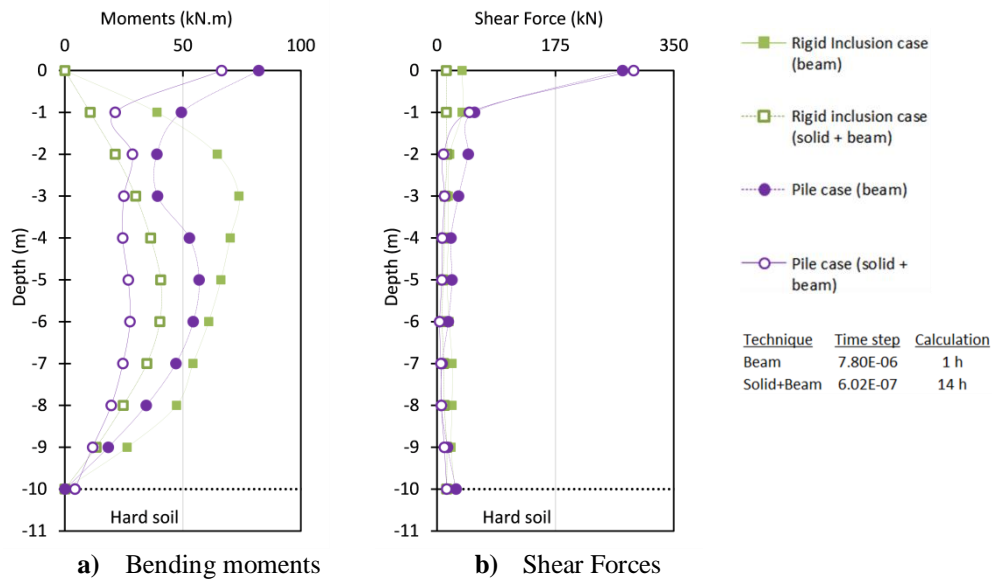 Moments (kN.m)
0 50 100
0
-1
-2
-3
-4
-5
-6
-7
-8
-9
-10
-11
Depth (m)
Hard soil
a) Bending moments
Shear Force (kN)
0 175 350
0
-1
-2
-3
-4
-5
-6
-7
-8
-9
-10
-11
Depth (m)
Hard soil
b) Shear Forces
Rigid Inclusion case
(beam)
Rigid inclusion case
(solid + beam)
Pile case (beam)
Pile case (solid +
beam)
Technique Time step Calculation
Beam 7.80E-06 1 h
Solid+Beam 6.02E-07 14 h